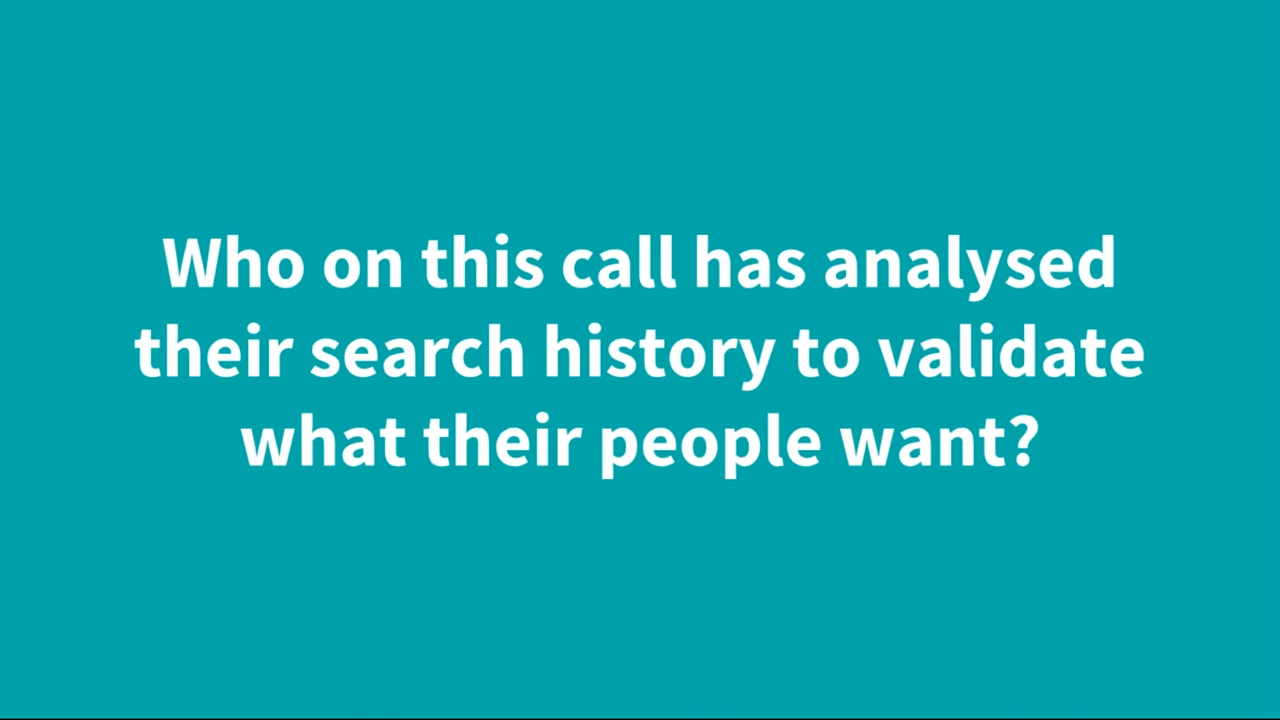 Who on this call has analysed
their search history to validate
what their people want?